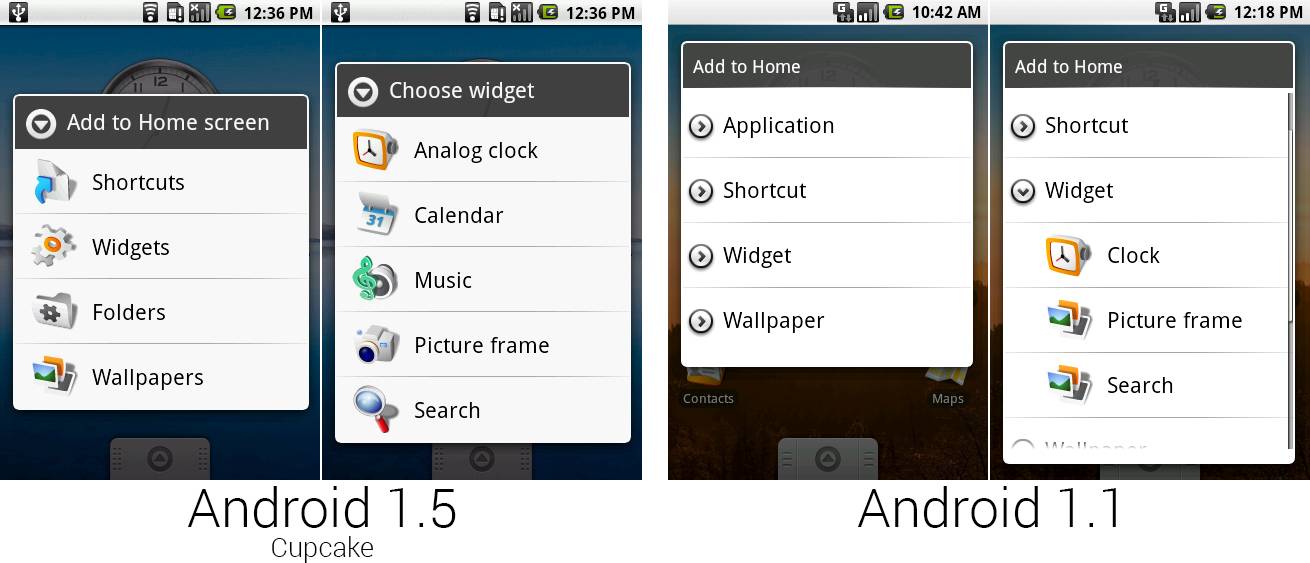 12:36 PM
Add to Home screen
Shortcuts
Widgets
Folders
Wallpapers
12:36 PM
Choose widget
Analog clock
31
Calendar
Music
Picture frame
Search
10:42 AM
Add to Home
Application
Shortcut
Widget
Wallpaper
Contacts
Maps
12:18 PM
Add to Home
Shortcut
Widget
Clock
Picture frame
Search
Wallpaper
Android 1.5
Cupcake
Android 1.1